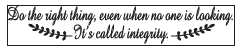 Do the right thing, even when no one is looking.
It's called integrity.